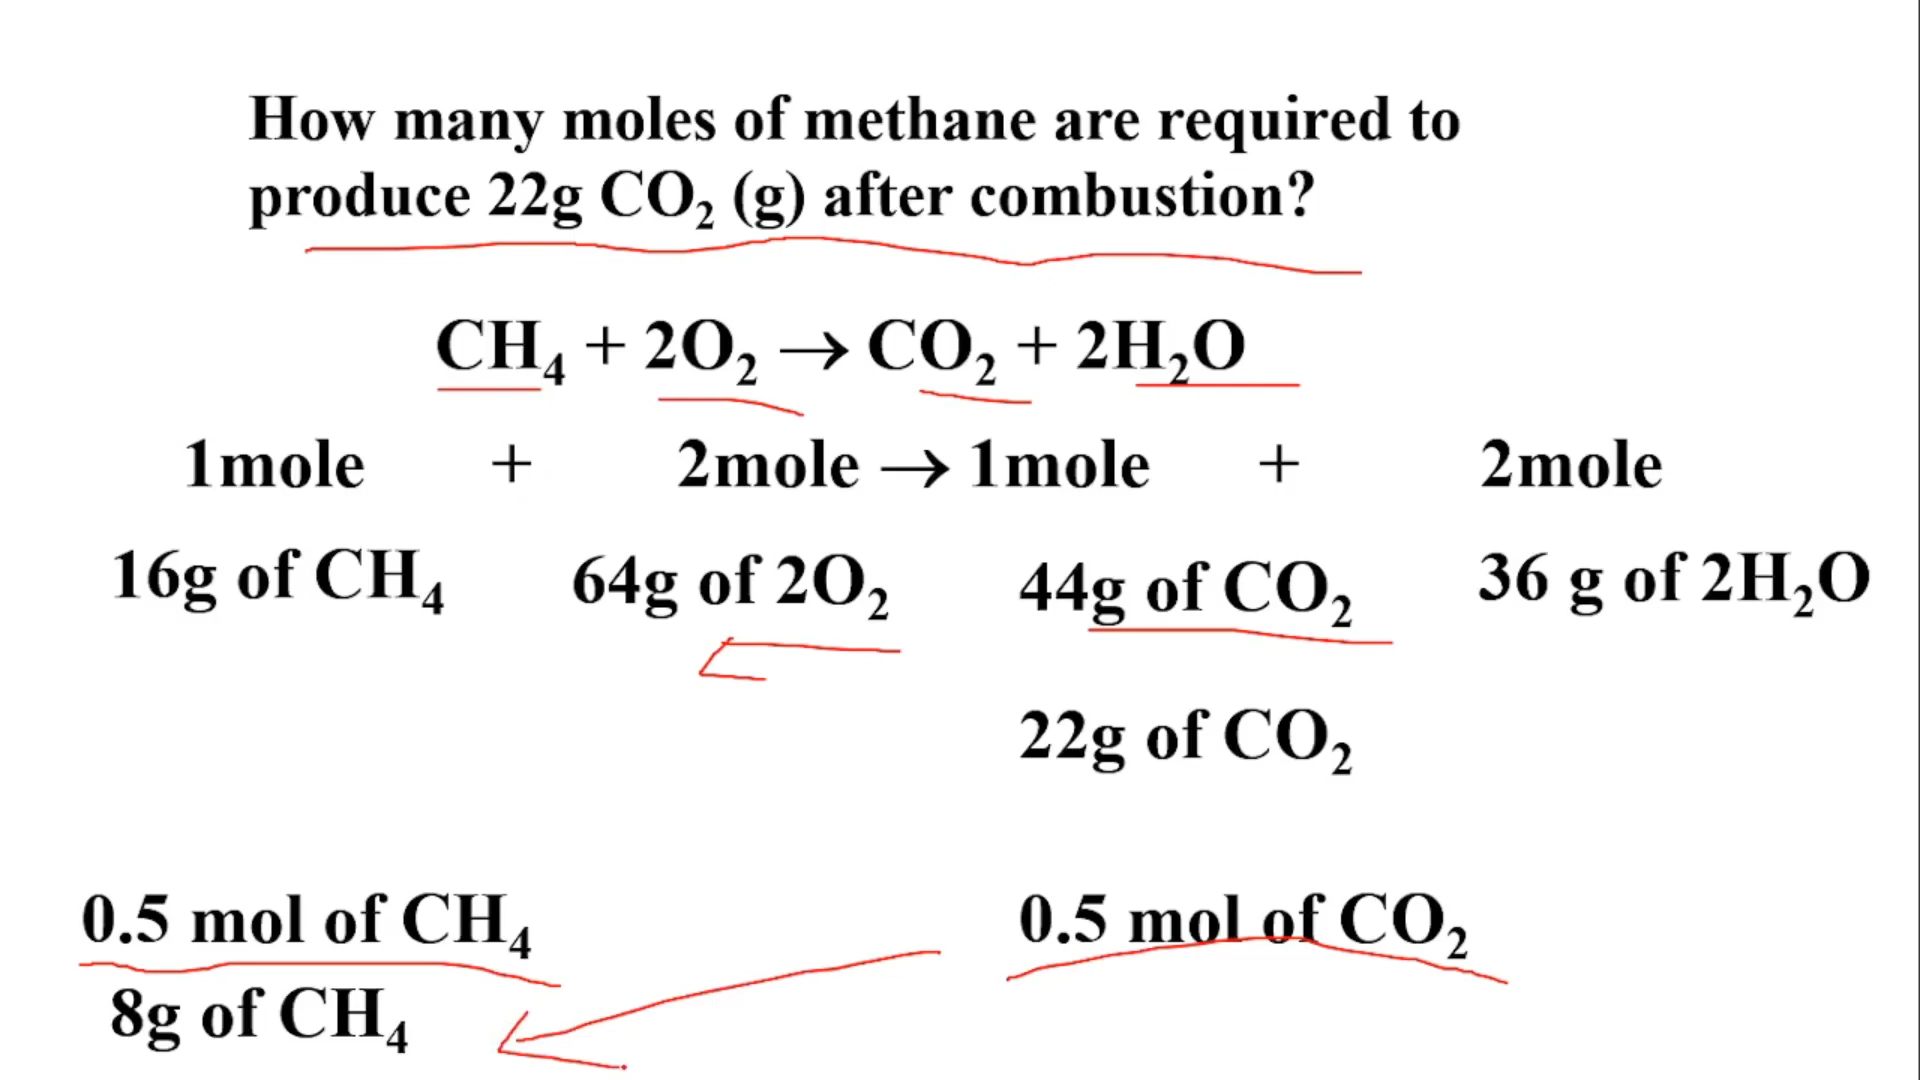 How many moles of methane are required to
produce 22g CO₂ (g) after combustion?
CH₄ + 2O₂ → CO₂ + 2H₂O
1mole + 2mole → 1mole + 2mole
16g of CH₄ 64g of 2O₂ 44g of CO₂ 36 g of 2H₂O
22g of CO₂
0.5 mol of CH₄ 0.5 mol of CO₂
8g of CH₄